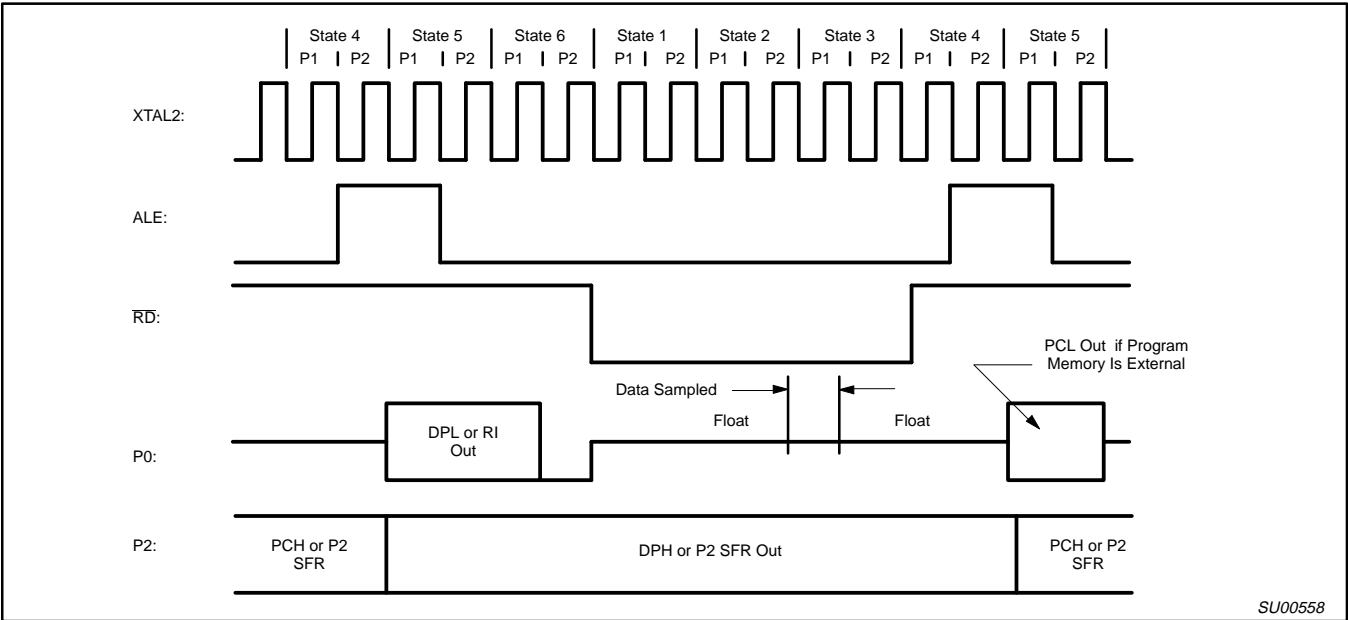 State 4 State 5 State 6 State 1 State 2 State 3 State 4 State 5
P1 P2 P1 P2 P1 P2 P1 P2 P1 P2 P1 P2 P1 P2 P1 P2
XTAL2:
ALE:
RD:
PCL Out if Program
Memory Is External
Data Sampled
Float Float
DPL or RI
Out
P0:
P2:
PCH or P2
SFR
DPH or P2 SFR Out
PCH or P2
SFR
SU00558